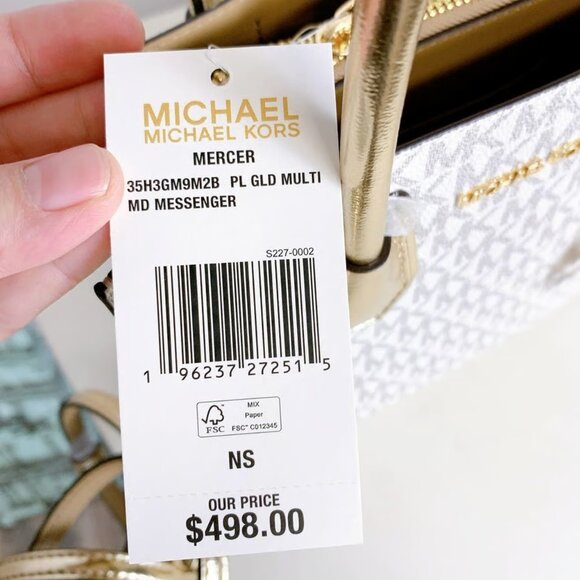 MICHAEL
MICHAEL KORS
MERCER
35H3GM9M2B PL GLD MULTI
MD MESSENGER
S227-0002
1 96237 27251 5
FSC
MIX
Paper
FSC® C012345
NS
OUR PRICE
$498.00